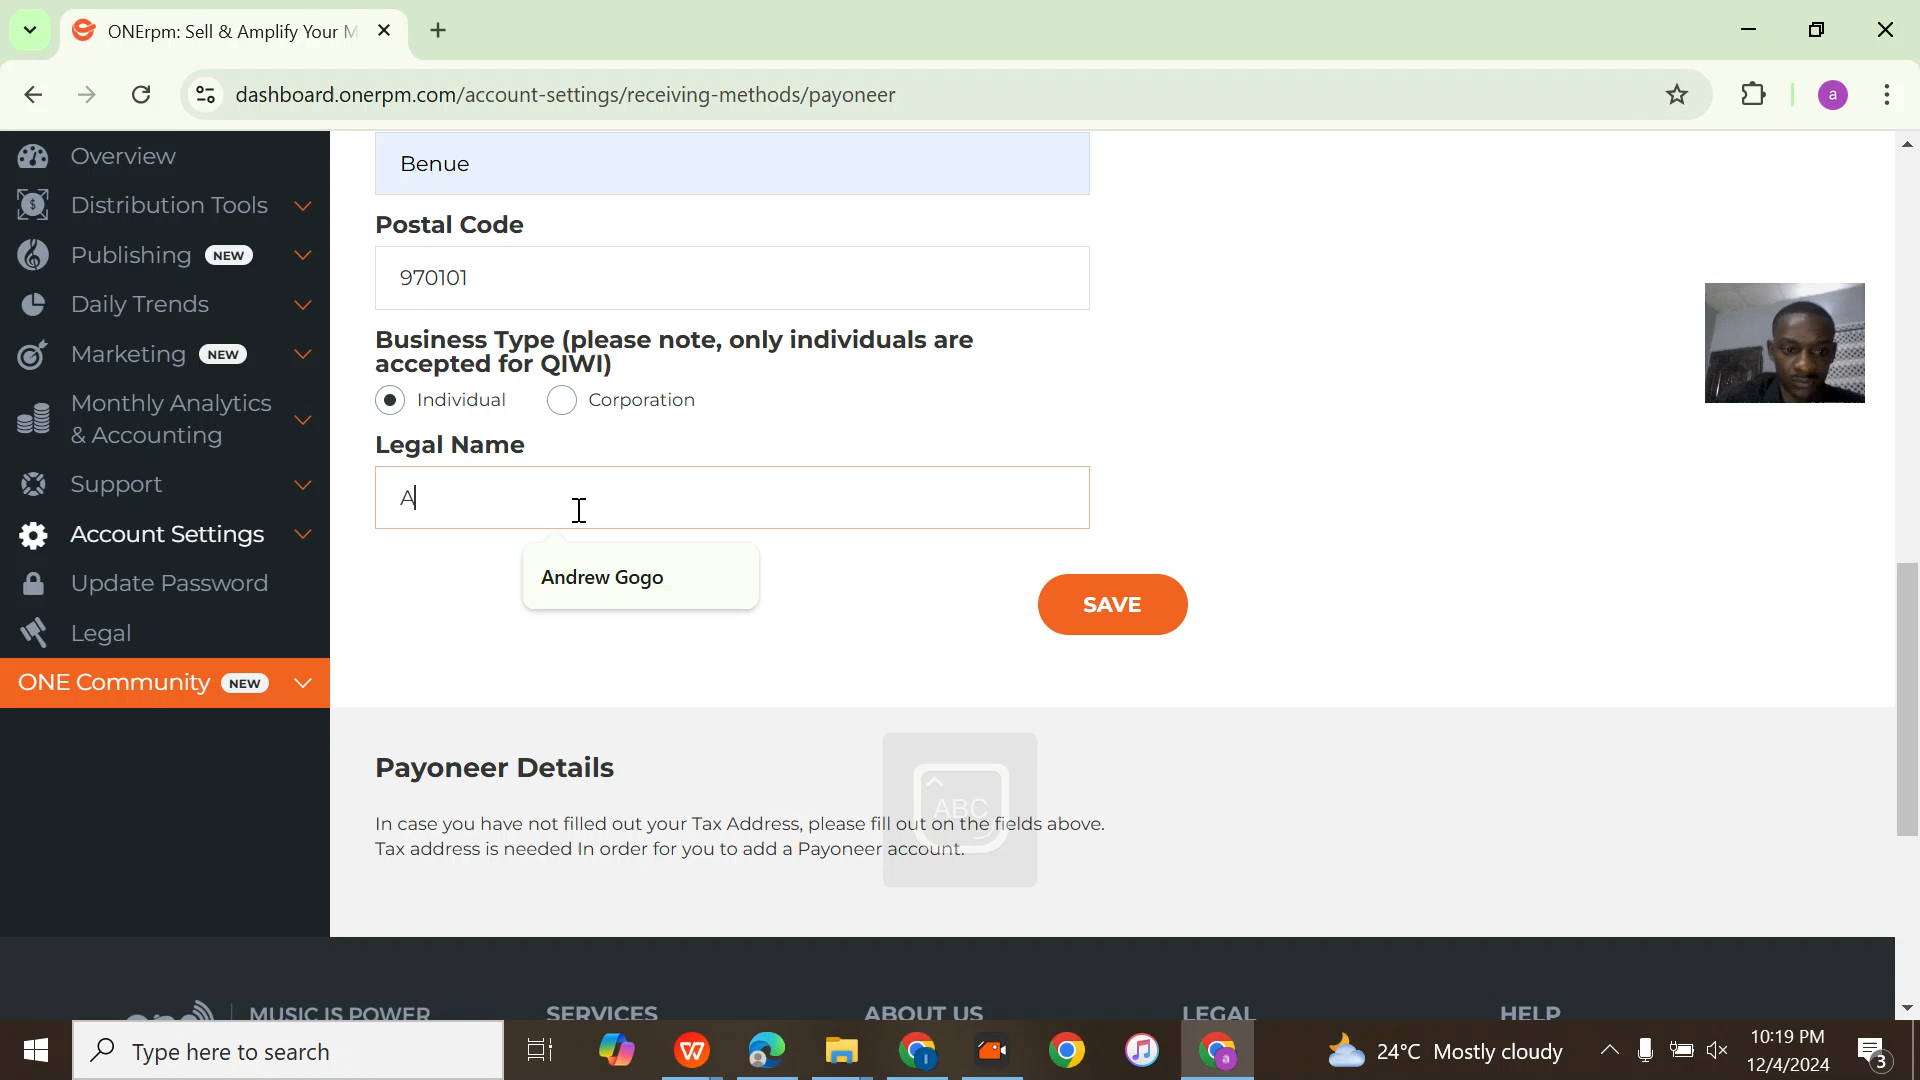 ONErpm: Sell & Amplify Your M
dashboard.onerpm.com/account-settings/receiving-methods/payoneer
a
Overview
Distribution Tools
Publishing NEW
Daily Trends
Marketing NEW
Monthly Analytics
& Accounting
Support
Account Settings
Update Password
Legal
ONE Community NEW
Benue
Postal Code
970101
Business Type (please note, only individuals are
accepted for QIWI)
Individual Corporation
Legal Name
A
Andrew Gogo
SAVE
Payoneer Details
ABC
In case you have not filled out your Tax Address, please fill out on the fields above.
Tax address is needed In order for you to add a Payoneer account.
MUSIC IS POWER
SERVICES
ABOUT US
LEGAL
HELP
Type here to search
24°C Mostly cloudy
10:19 PM
12/4/2024
3